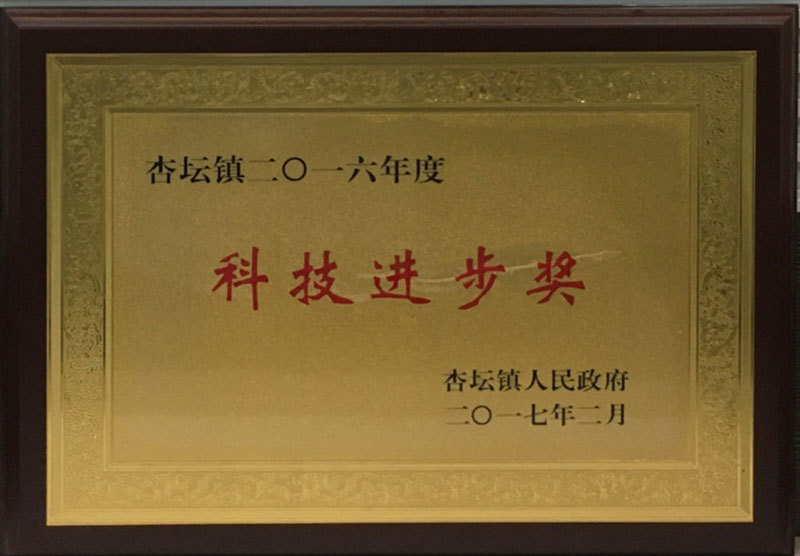 杏坛镇二〇一六年度
科技进步奖
杏坛镇人民政府
二〇一七年二月